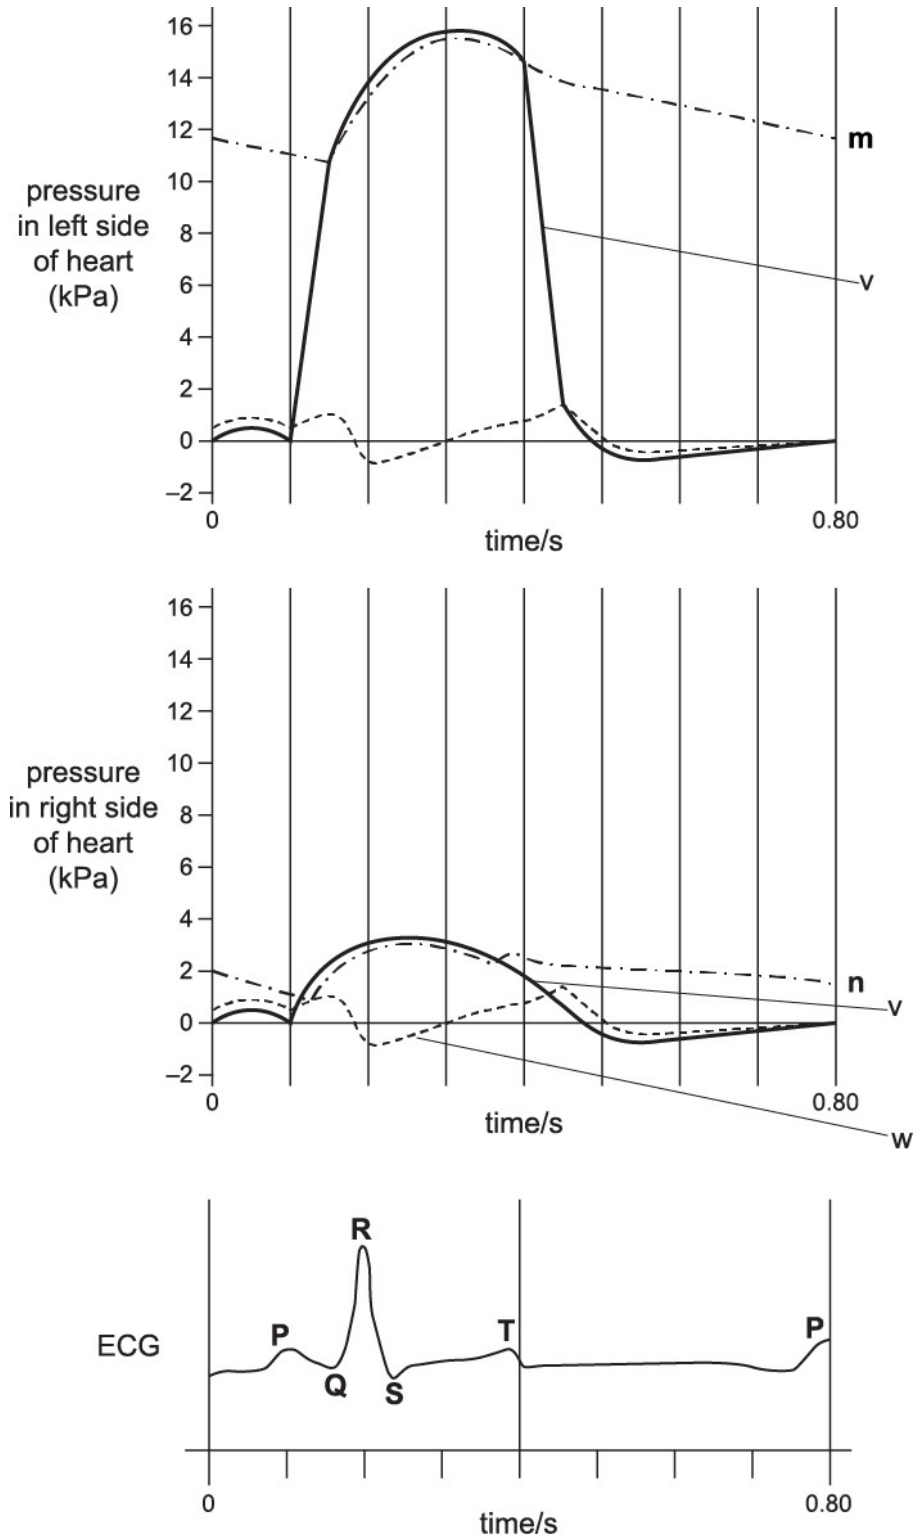 16
14
12
10
8
6
4
2
0
–2
pressure
in left side
of heart
(kPa)
m
v
0
0.80
time/s
16
14
12
10
8
6
4
2
0
–2
pressure
in right side
of heart
(kPa)
n
v
w
0
0.80
time/s
R
P
T
P
ECG
Q
S
0
0.80
time/s